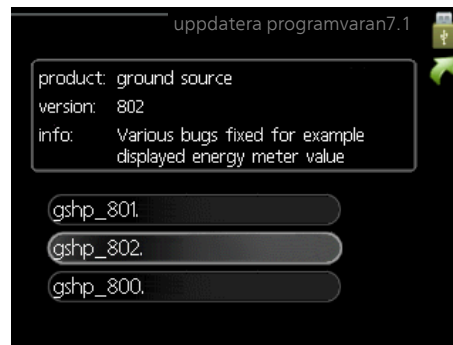 uppdatera programvaran7.1
product: ground source
version: 802
info: Various bugs fixed for example
displayed energy meter value
gshp_801.
gshp_802.
gshp_800.